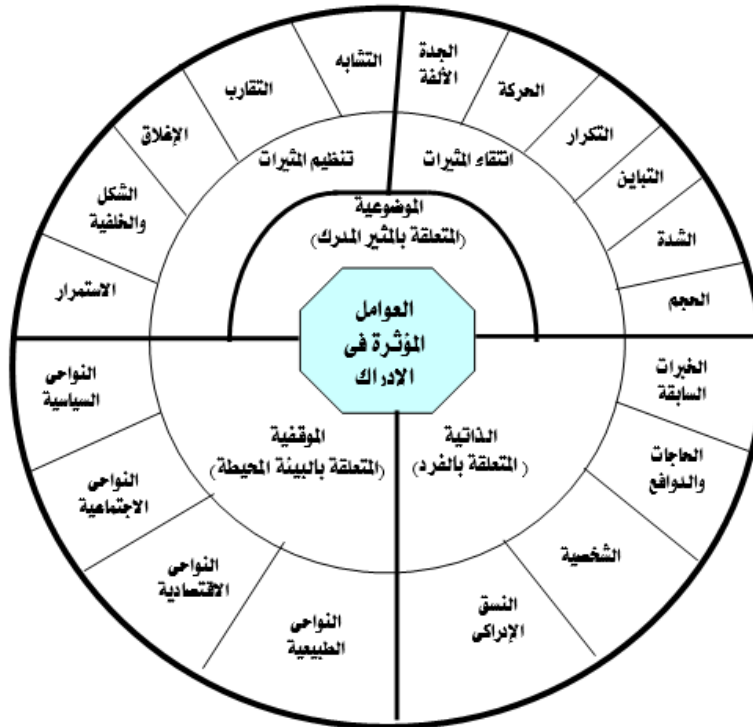 العوامل
المؤثرة فى
الادراك
الموضوعية
(المتعلقة بالمثير المدرك)
انتقاء المثيرات
الجدة
الألفة
الحركة
التكرار
التباين
الشدة
الحجم
تنظيم المثيرات
التشابه
التقارب
الإغلاق
الشكل
والخلفية
الاستمرار
الذاتية
(المتعلقة بالفرد)
الخبرات
السابقة
الحاجات
والدوافع
الشخصية
النسق
الإدراكى
الموقفية
(المتعلقة بالبيئة المحيطة)
النواحى
السياسية
النواحى
الاجتماعية
النواحى
الاقتصادية
النواحى
الطبيعية